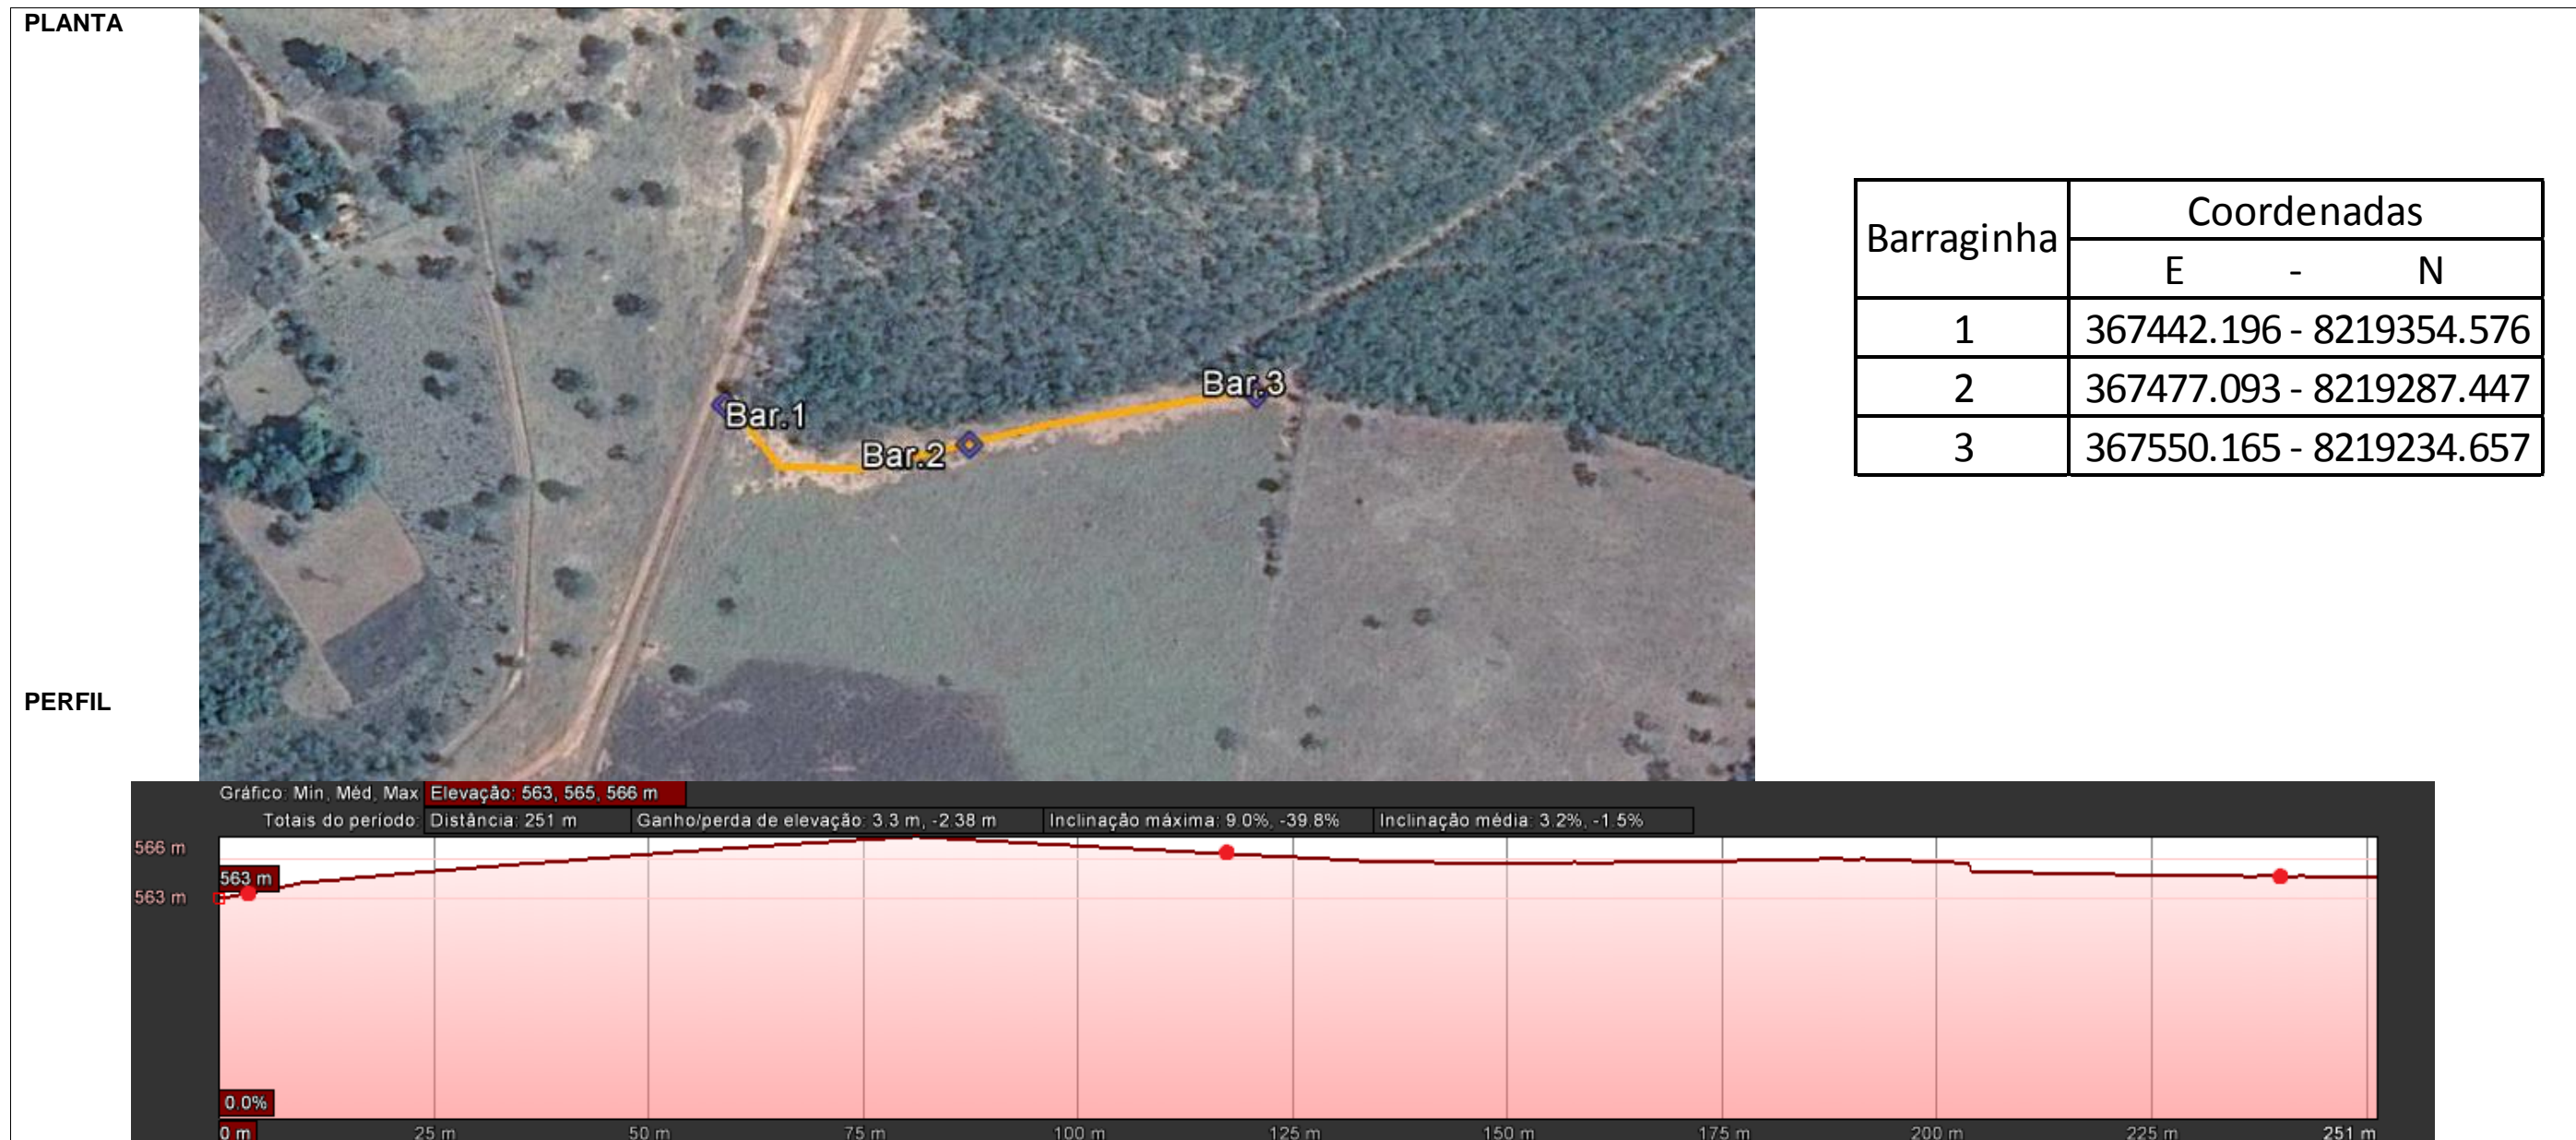 PLANTA
Bar.1
Bar.2
Bar.3
Barraginha
Coordenadas
E - N
1 367442.196 - 8219354.576
2 367477.093 - 8219287.447
3 367550.165 - 8219234.657
PERFIL
Gráfico: Min, Méd, Max Elevação: 563, 565, 566 m
Totais do período: Distância: 251 m Ganho/perda de elevação: 3.3 m, -2.38 m Inclinação máxima: 9.0%, -39.8% Inclinação média: 3.2%, -1.5%
566 m
563 m
563 m
0.0%
0 m 25 m 50 m 75 m 100 m 125 m 150 m 175 m 200 m 225 m 251 m